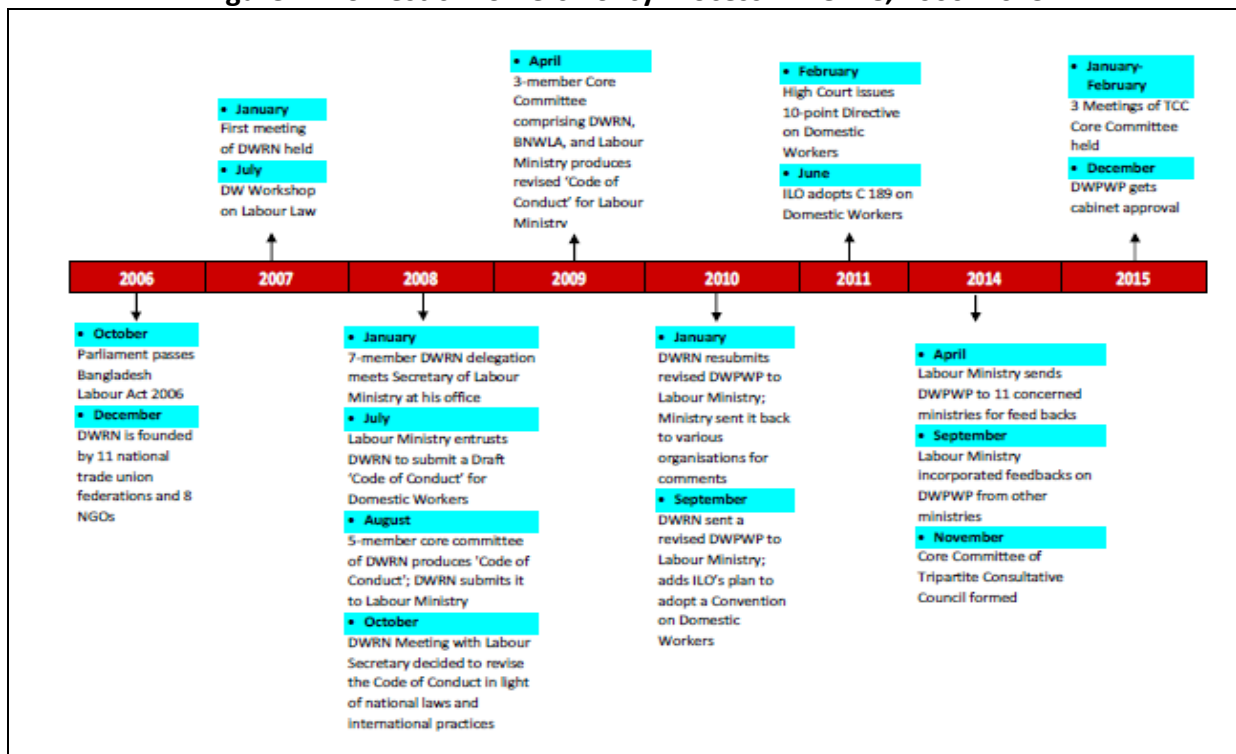 • January
First meeting
of DWRN held
• July
DW Workshop
on Labour Law
• April
3-member Core
Committee
comprising DWRN,
BNWLA, and Labour
Ministry produces
revised 'Code of
Conduct' for Labour
Ministry
• February
High Court issues
10-point Directive
on Domestic
Workers
• June
ILO adopts C 189 on
Domestic Workers
• January-
February
3 Meetings of TCC
Core Committee
held
• December
DWPWP gets
cabinet approval
2006 2007 2008 2009 2010 2011 2014 2015
• October
Parliament passes
Bangladesh
Labour Act 2006
• December
DWRN is founded
by 11 national
trade union
federations and 8
NGOs
• January
7-member DWRN delegation
meets Secretary of Labour
Ministry at his office
• July
Labour Ministry entrusts
DWRN to submit a Draft
'Code of Conduct' for
Domestic Workers
• August
5-member core committee
of DWRN produces 'Code of
Conduct'; DWRN submits it
to Labour Ministry
• October
DWRN Meeting with Labour
Secretary decided to revise
the Code of Conduct in light
of national laws and
international practices
• January
DWRN resubmits
revised DWPWP to
Labour Ministry;
Ministry sent it back
to various
organisations for
comments
• September
DWRN sent a
revised DWPWP to
Labour Ministry;
adds ILO's plan to
adopt a Convention
on Domestic
Workers
• April
Labour Ministry sends
DWPWP to 11 concerned
ministries for feed backs
• September
Labour Ministry
incorporated feedbacks on
DWPWP from other
ministries
• November
Core Committee of
Tripartite Consultative
Council formed